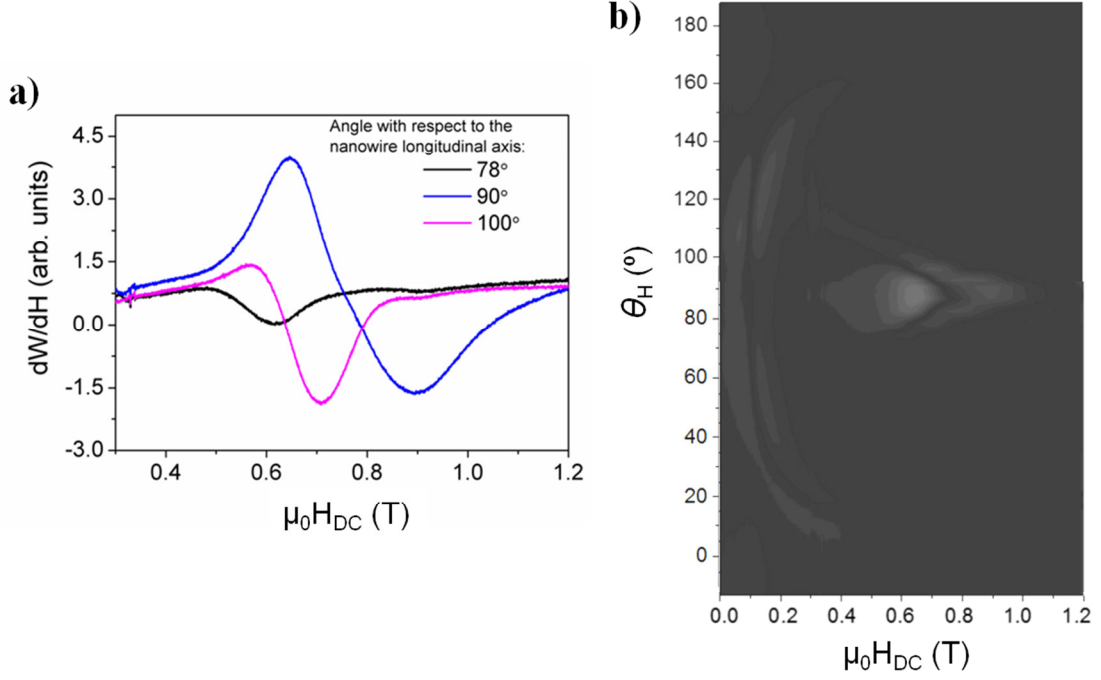 a)
dW/dH (arb. units)
4.5
3.0
1.5
0.0
-1.5
-3.0
0.4 0.6 0.8 1.0 1.2
μ₀H_DC (T)
Angle with respect to the
nanowire longitudinal axis:
78°
90°
100°
b)
θ_H (º)
180
160
140
120
100
80
60
40
20
0
0.0 0.2 0.4 0.6 0.8 1.0 1.2
μ₀H_DC (T)